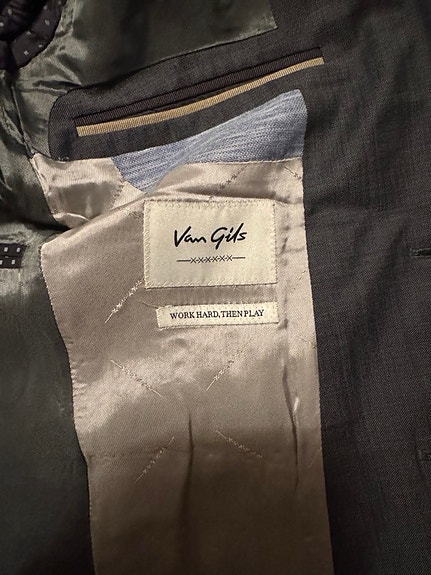 Van Gils
WORK HARD, THEN PLAY